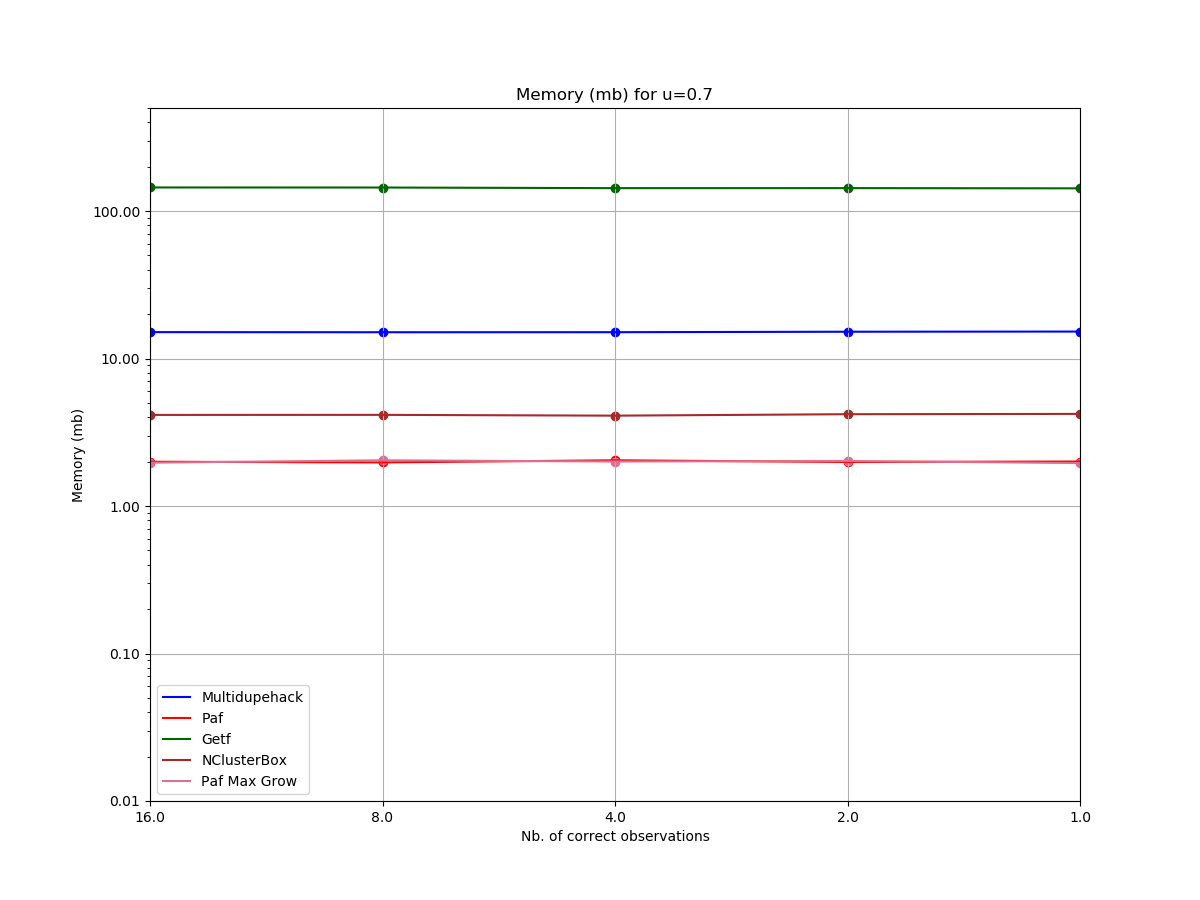 Memory (mb) for u=0.7
Memory (mb)
100.00
10.00
1.00
0.10
0.01
Multidupehack
Paf
Getf
NClusterBox
Paf Max Grow
16.0 8.0 4.0 2.0 1.0
Nb. of correct observations